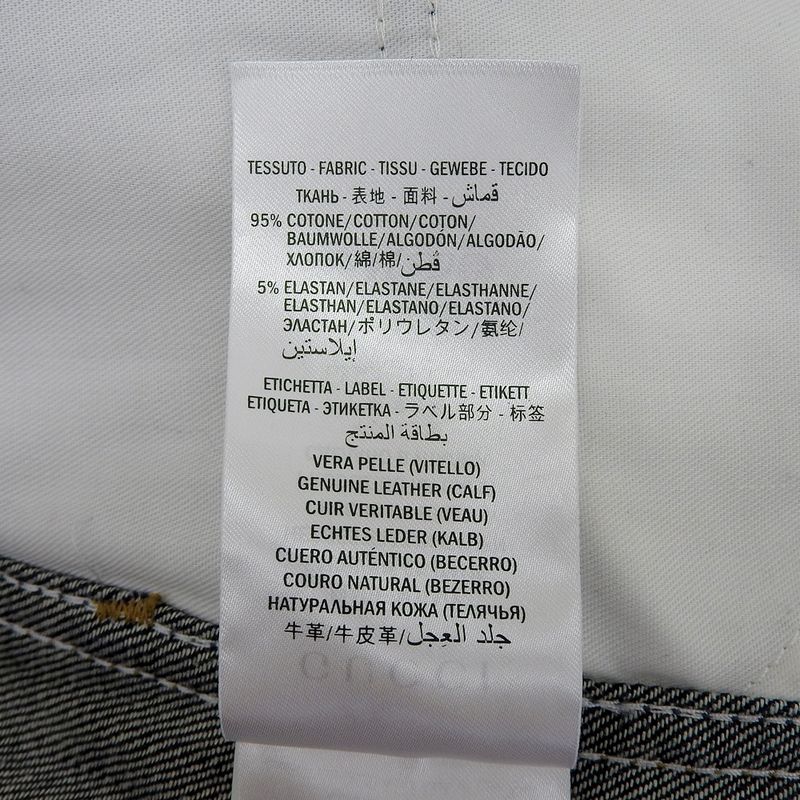 TESSUTO - FABRIC - TISSU - GEWEBE - TECIDO
ТКАНЬ - 表地 - 面料 - قماش
95% COTONE/COTTON/COTON/
BAUMWOLLE/ALGODÓN/ALGODÃO/
ХЛОПОК/綿/棉/قطن
5% ELASTAN/ELASTANE/ELASTHANNE/
ELASTHAN/ELASTANO/ELASTANO/
ЭЛАСТАН/ポリウレタン/氨纶/
إيلاستين
ETICHETTA - LABEL - ETIQUETTE - ETIKETT
ETIQUETA - ЭТИКЕТКА - ラベル部分 - 标签
بطاقة المنتج
VERA PELLE (VITELLO)
GENUINE LEATHER (CALF)
CUIR VERITABLE (VEAU)
ECHTES LEDER (KALB)
CUERO AUTÉNTICO (BECERRO)
COURO NATURAL (BEZERRO)
НАТУРАЛЬНАЯ КОЖА (ТЕЛЯЧЬЯ)
牛革/牛皮革/جلد العجل